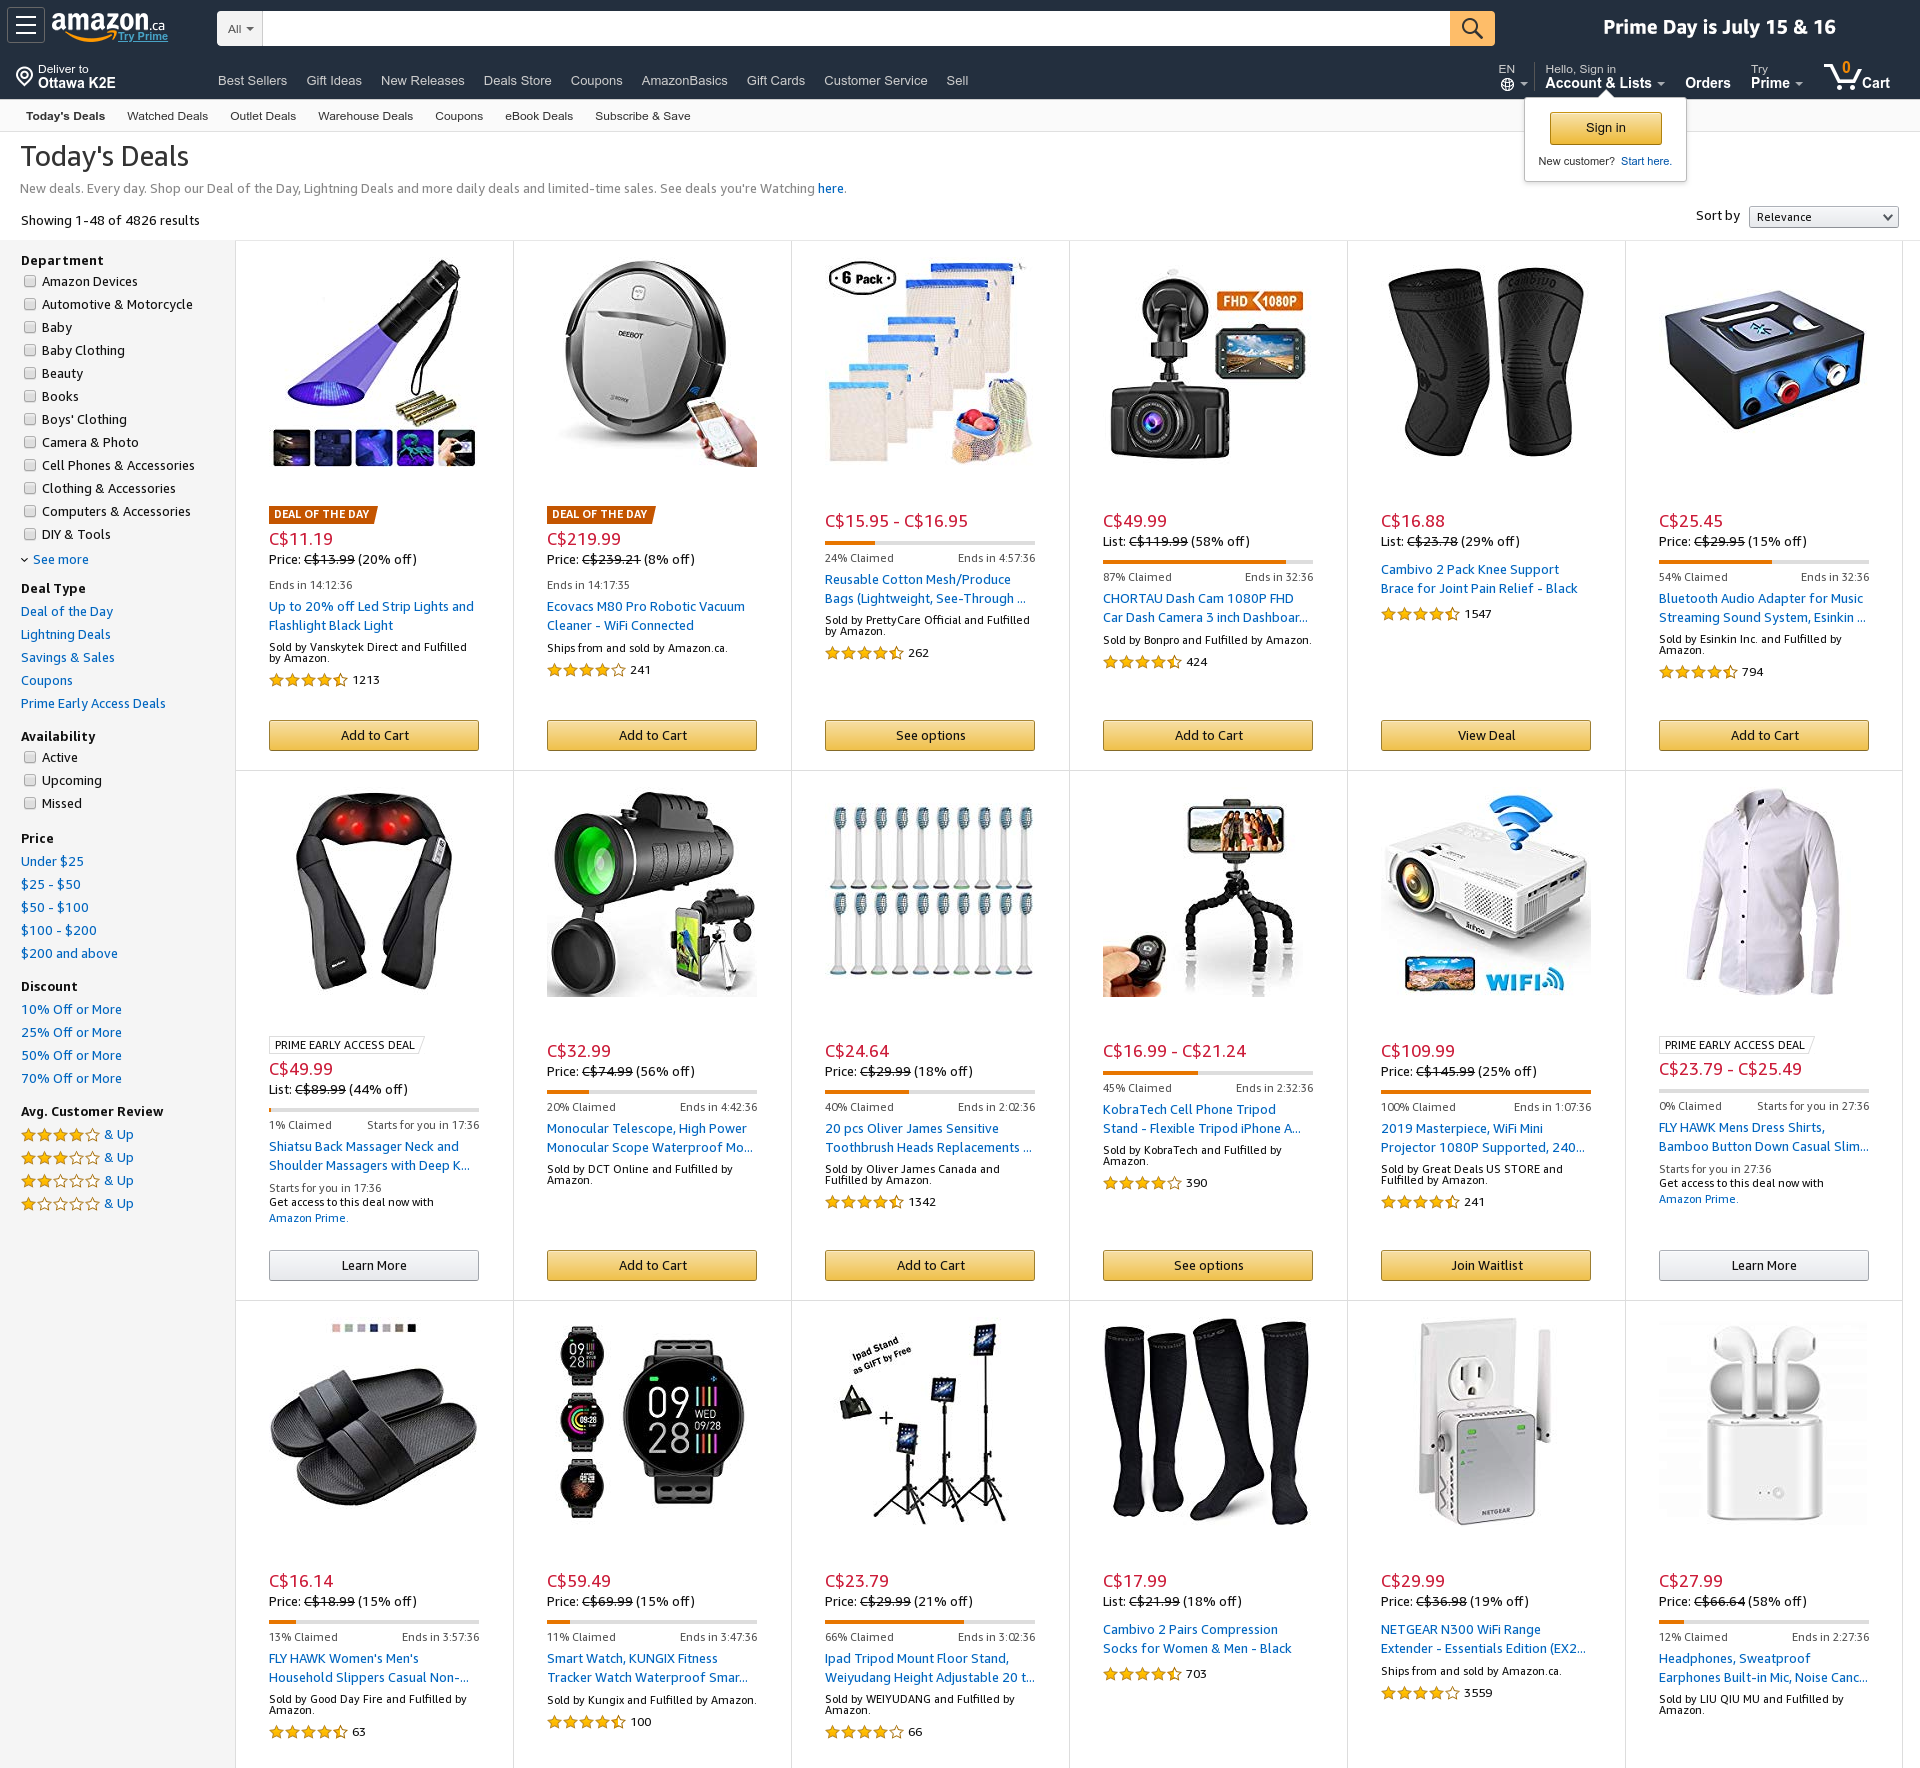 amazon.ca
Try Prime
All
Prime Day is July 15 & 16
Deliver to
Ottawa K2E
Best Sellers Gift Ideas New Releases Deals Store Coupons AmazonBasics Gift Cards Customer Service Sell
EN
Hello, Sign in
Account & Lists
Orders
Try
Prime
0
Cart
Today's Deals Watched Deals Outlet Deals Warehouse Deals Coupons eBook Deals Subscribe & Save
Sign in
New customer? Start here.
Today's Deals
New deals. Every day. Shop our Deal of the Day, Lightning Deals and more daily deals and limited-time sales. See deals you're Watching here.
Showing 1-48 of 4826 results
Sort by Relevance
Department
Amazon Devices
Automotive & Motorcycle
Baby
Baby Clothing
Beauty
Books
Boys' Clothing
Camera & Photo
Cell Phones & Accessories
Clothing & Accessories
Computers & Accessories
DIY & Tools
See more
Deal Type
Deal of the Day
Lightning Deals
Savings & Sales
Coupons
Prime Early Access Deals
Availability
Active
Upcoming
Missed
Price
Under $25
$25 - $50
$50 - $100
$100 - $200
$200 and above
Discount
10% Off or More
25% Off or More
50% Off or More
70% Off or More
Avg. Customer Review
& Up
& Up
& Up
& Up
DEAL OF THE DAY
C$11.19
Price: C$13.99 (20% off)
Ends in 14:12:36
Up to 20% off Led Strip Lights and
Flashlight Black Light
Sold by Vanskytek Direct and Fulfilled
by Amazon.
1213
Add to Cart
DEEBOT
DEAL OF THE DAY
C$219.99
Price: C$239.21 (8% off)
Ends in 14:17:35
Ecovacs M80 Pro Robotic Vacuum
Cleaner - WiFi Connected
Ships from and sold by Amazon.ca.
241
Add to Cart
6 Pack
C$15.95 - C$16.95
24% Claimed Ends in 4:57:36
Reusable Cotton Mesh/Produce
Bags (Lightweight, See-Through ...
Sold by PrettyCare Official and Fulfilled
by Amazon.
262
See options
FHD 1080P
C$49.99
List: C$119.99 (58% off)
87% Claimed Ends in 32:36
CHORTAU Dash Cam 1080P FHD
Car Dash Camera 3 inch Dashboar...
Sold by Bonpro and Fulfilled by Amazon.
424
Add to Cart
Cambivo Cambivo
C$16.88
List: C$23.78 (29% off)
Cambivo 2 Pack Knee Support
Brace for Joint Pain Relief - Black
1547
View Deal
C$25.45
Price: C$29.95 (15% off)
54% Claimed Ends in 32:36
Bluetooth Audio Adapter for Music
Streaming Sound System, Esinkin ...
Sold by Esinkin Inc. and Fulfilled by
Amazon.
794
Add to Cart
PRIME EARLY ACCESS DEAL
C$49.99
List: C$89.99 (44% off)
1% Claimed Starts for you in 17:36
Shiatsu Back Massager Neck and
Shoulder Massagers with Deep K...
Starts for you in 17:36
Get access to this deal now with
Amazon Prime.
Learn More
C$32.99
Price: C$74.99 (56% off)
20% Claimed Ends in 4:42:36
Monocular Telescope, High Power
Monocular Scope Waterproof Mo...
Sold by DCT Online and Fulfilled by
Amazon.
Add to Cart
C$24.64
Price: C$29.99 (18% off)
40% Claimed Ends in 2:02:36
20 pcs Oliver James Sensitive
Toothbrush Heads Replacements ...
Sold by Oliver James Canada and
Fulfilled by Amazon.
1342
Add to Cart
C$16.99 - C$21.24
45% Claimed Ends in 2:32:36
KobraTech Cell Phone Tripod
Stand - Flexible Tripod iPhone A...
Sold by KobraTech and Fulfilled by
Amazon.
390
See options
jinhoo
WIFI
C$109.99
Price: C$145.99 (25% off)
100% Claimed Ends in 1:07:36
2019 Masterpiece, WiFi Mini
Projector 1080P Supported, 240...
Sold by Great Deals US STORE and
Fulfilled by Amazon.
241
Join Waitlist
PRIME EARLY ACCESS DEAL
C$23.79 - C$25.49
0% Claimed Starts for you in 27:36
FLY HAWK Mens Dress Shirts,
Bamboo Button Down Casual Slim...
Starts for you in 27:36
Get access to this deal now with
Amazon Prime.
Learn More
C$16.14
Price: C$18.99 (15% off)
13% Claimed Ends in 3:57:36
FLY HAWK Women's Men's
Household Slippers Casual Non-...
Sold by Good Day Fire and Fulfilled by
Amazon.
63
09
28
WED
09/28
C$59.49
Price: C$69.99 (15% off)
11% Claimed Ends in 3:47:36
Smart Watch, KUNGIX Fitness
Tracker Watch Waterproof Smar...
Sold by Kungix and Fulfilled by Amazon.
100
Ipad Stand
as GIFT by Free
+
C$23.79
Price: C$29.99 (21% off)
66% Claimed Ends in 3:02:36
Ipad Tripod Mount Floor Stand,
Weiyudang Height Adjustable 20 t...
Sold by WEIYUDANG and Fulfilled by
Amazon.
66
C$17.99
List: C$21.99 (18% off)
Cambivo 2 Pairs Compression
Socks for Women & Men - Black
703
NETGEAR
C$29.99
Price: C$36.98 (19% off)
NETGEAR N300 WiFi Range
Extender - Essentials Edition (EX2...
Ships from and sold by Amazon.ca.
3559
C$27.99
Price: C$66.64 (58% off)
12% Claimed Ends in 2:27:36
Headphones, Sweatproof
Earphones Built-in Mic, Noise Canc...
Sold by LIU QIU MU and Fulfilled by
Amazon.